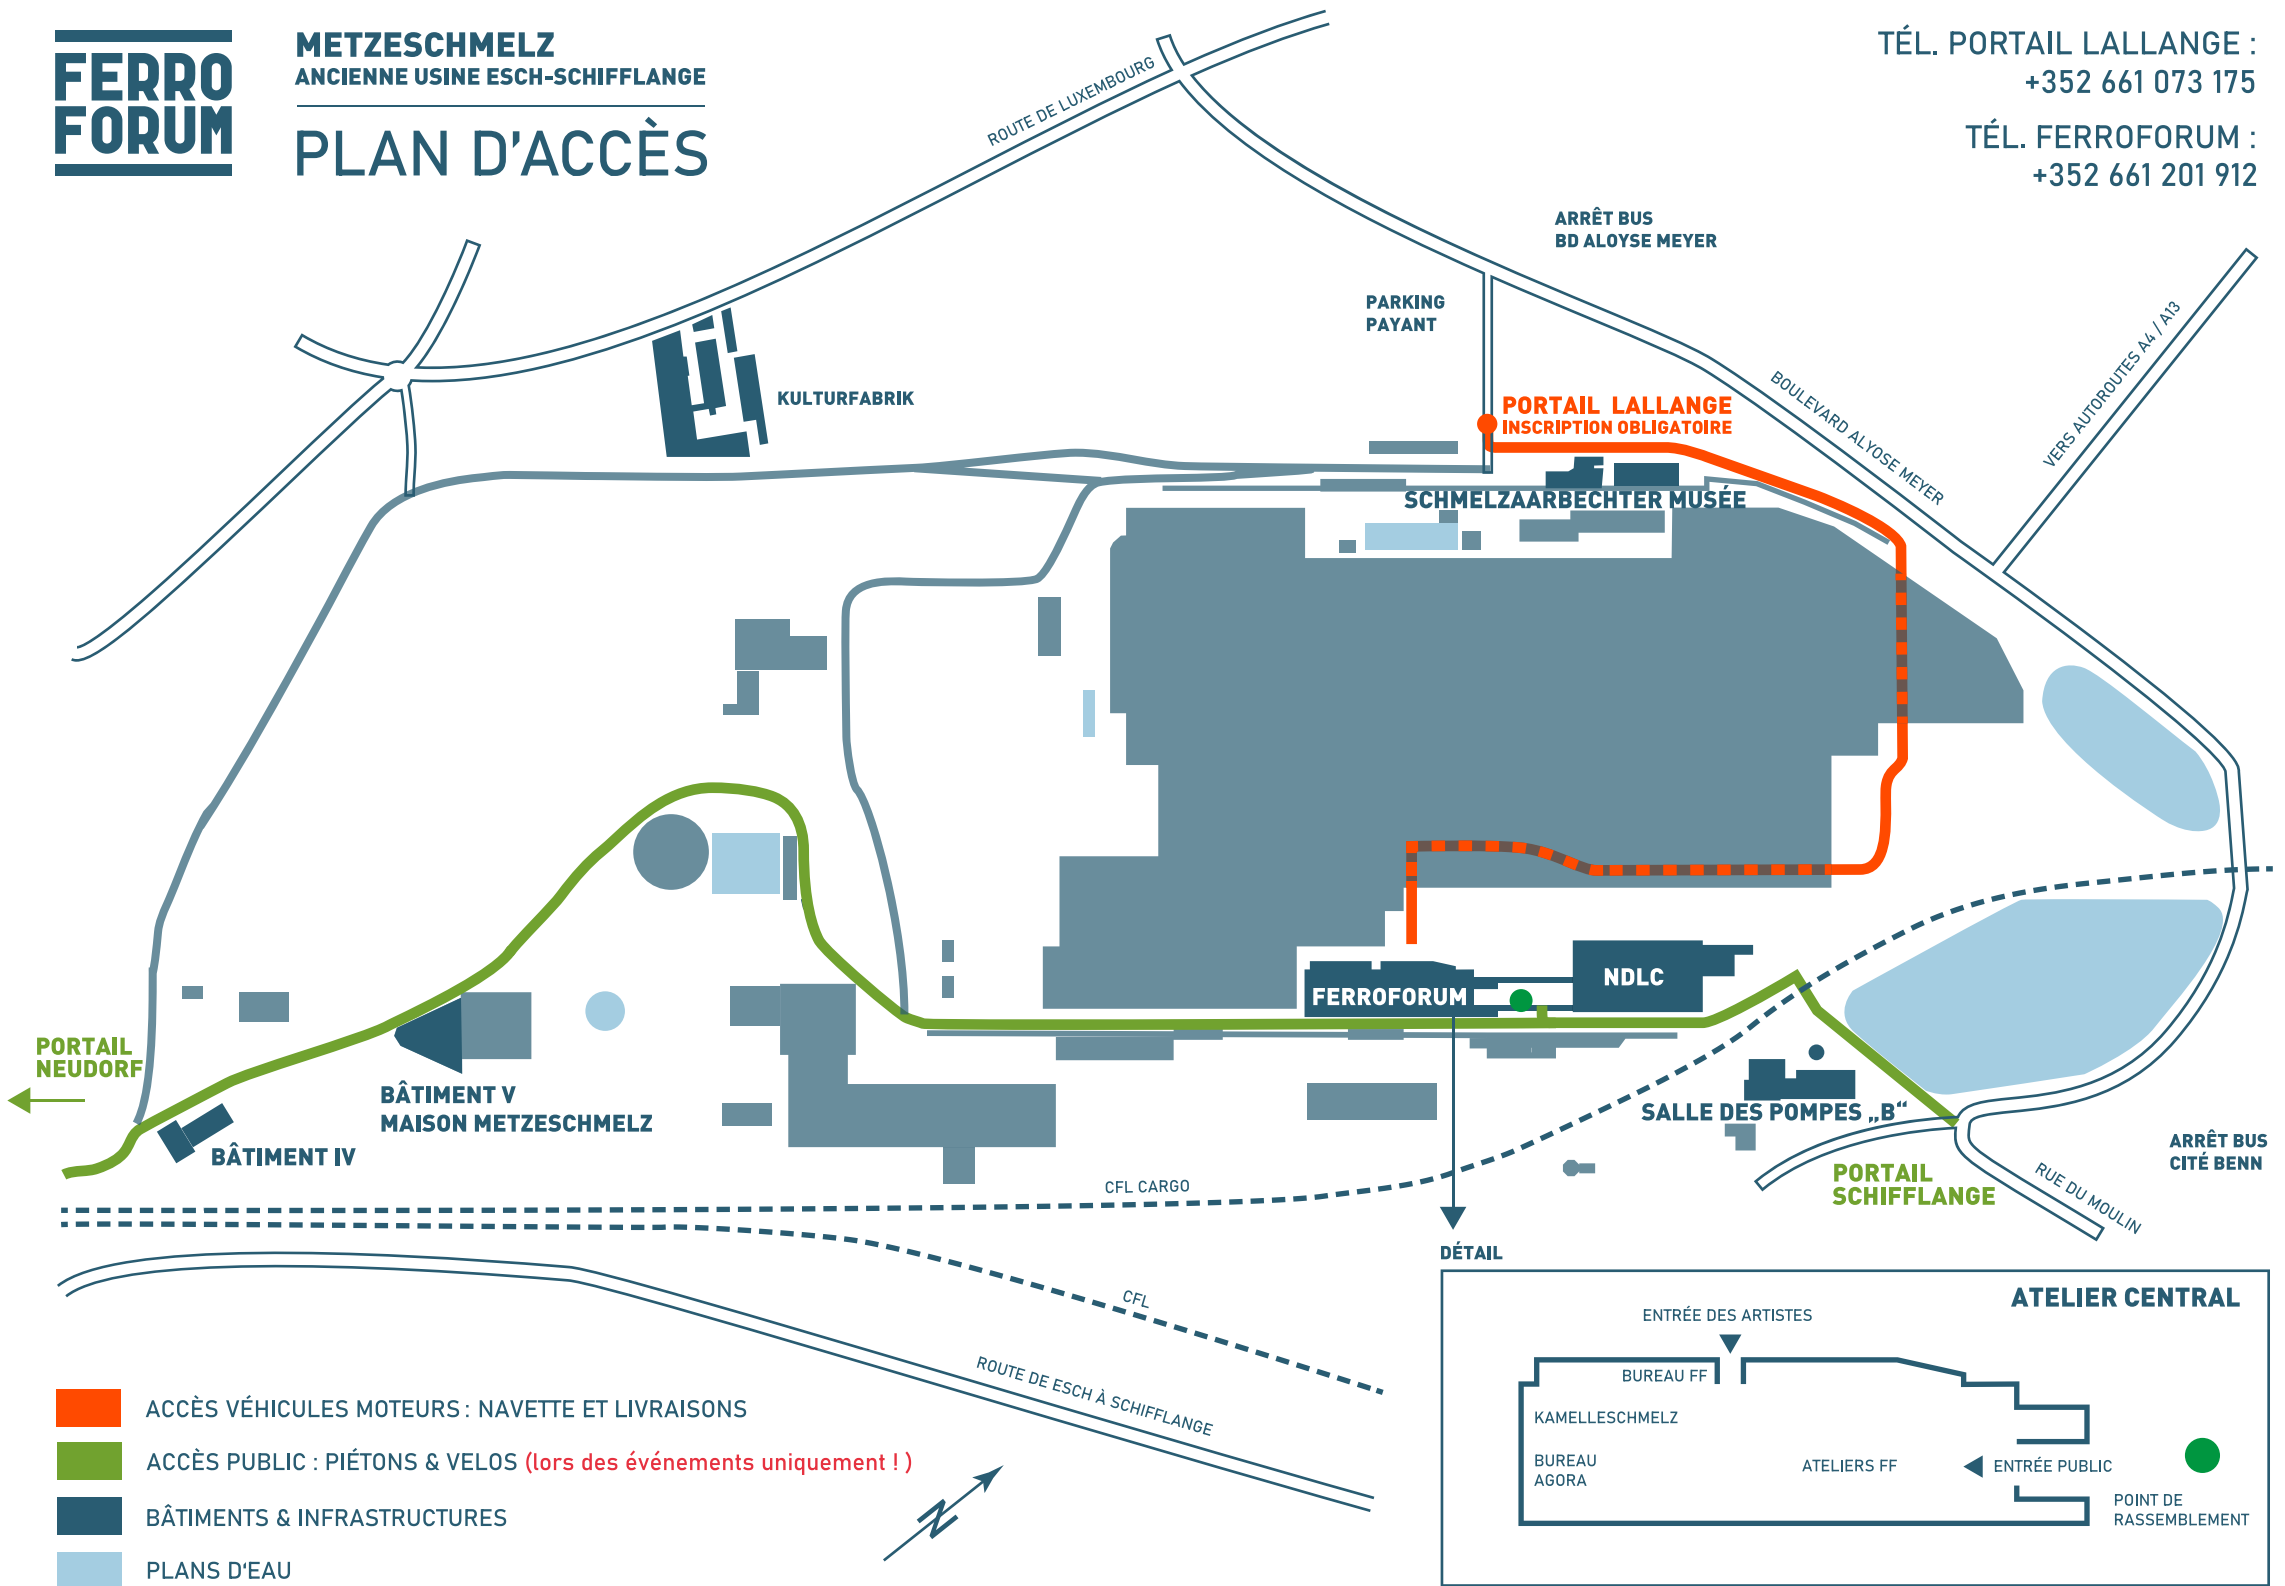 FERRO
FORUM
METZESCHMELZ
ANCIENNE USINE ESCH-SCHIFFLANGE
PLAN D'ACCÈS
TÉL. PORTAIL LALLANGE :
+352 661 073 175
TÉL. FERROFORUM :
+352 661 201 912
ROUTE DE LUXEMBOURG
ARRÊT BUS
BD ALOYSE MEYER
PARKING
PAYANT
VERS AUTOROUTES A4 / A13
BOULEVARD ALYOSE MEYER
KULTURFABRIK
PORTAIL LALLANGE
INSCRIPTION OBLIGATOIRE
SCHMELZAARBECHTER MUSÉE
FERROFORUM
NDLC
PORTAIL
NEUDORF
BÂTIMENT V
MAISON METZESCHMELZ
BÂTIMENT IV
SALLE DES POMPES „B“
ARRÊT BUS
CITÉ BENN
PORTAIL
SCHIFFLANGE
RUE DU MOULIN
CFL CARGO
CFL
ROUTE DE ESCH À SCHIFFLANGE
DÉTAIL
ATELIER CENTRAL
ENTRÉE DES ARTISTES
BUREAU FF
KAMELLESCHMELZ
BUREAU
AGORA
ATELIERS FF
ENTRÉE PUBLIC
POINT DE
RASSEMBLEMENT
ACCÈS VÉHICULES MOTEURS : NAVETTE ET LIVRAISONS
ACCÈS PUBLIC : PIÉTONS & VELOS (lors des événements uniquement ! )
BÂTIMENTS & INFRASTRUCTURES
PLANS D'EAU
N